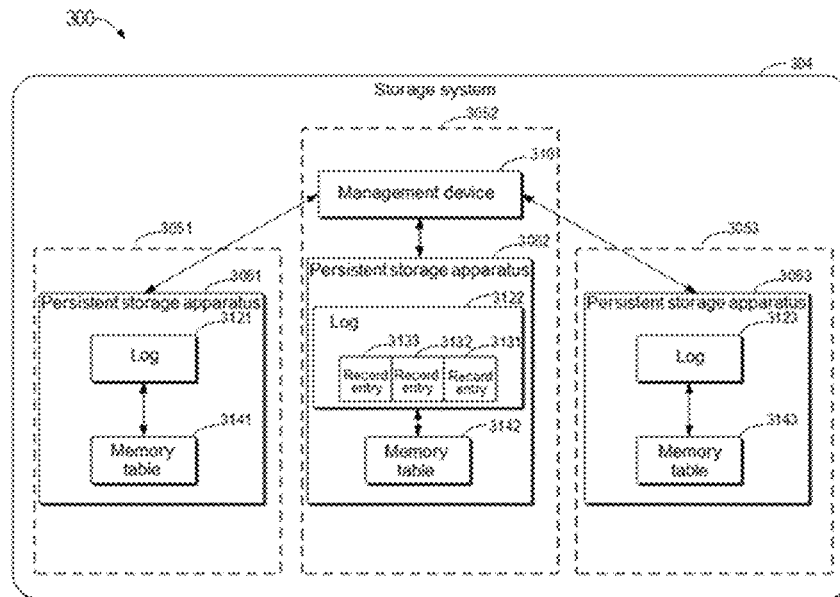 300
304
Storage system
3052
310
Management device
3051
3053
3061
3062
3063
Persistent storage apparatus
Persistent storage apparatus
Persistent storage apparatus
3121
3122
3123
Log
Log
Log
3133
3132
3131
Record entry
Record entry
Record entry
3141
3142
3143
Memory table
Memory table
Memory table